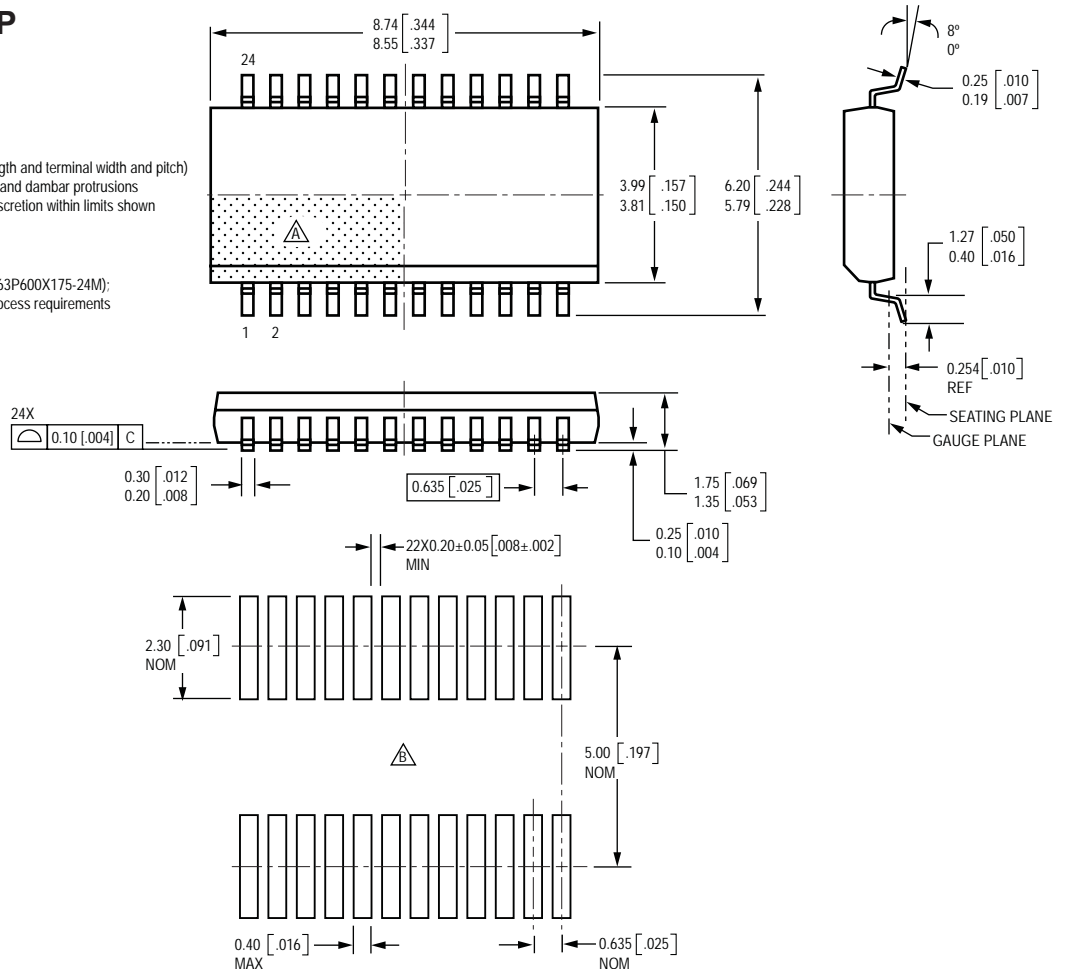 P
gth and terminal width and pitch)
and dambar protrusions
scretion within limits shown
63P600X175-24M);
ocess requirements
8.74 [.344]
8.55 [.337]
24
8º
0º
0.25 [.010]
0.19 [.007]
3.99 [.157]
3.81 [.150]
6.20 [.244]
5.79 [.228]
A
1.27 [.050]
0.40 [.016]
1 2
0.254 [.010]
REF
SEATING PLANE
GAUGE PLANE
24X
0.10 [.004] C
0.30 [.012]
0.20 [.008]
0.635 [.025]
1.75 [.069]
1.35 [.053]
0.25 [.010]
0.10 [.004]
22X0.20±0.05 [.008±.002]
MIN
2.30 [.091]
NOM
B
5.00 [.197]
NOM
0.40 [.016]
MAX
0.635 [.025]
NOM